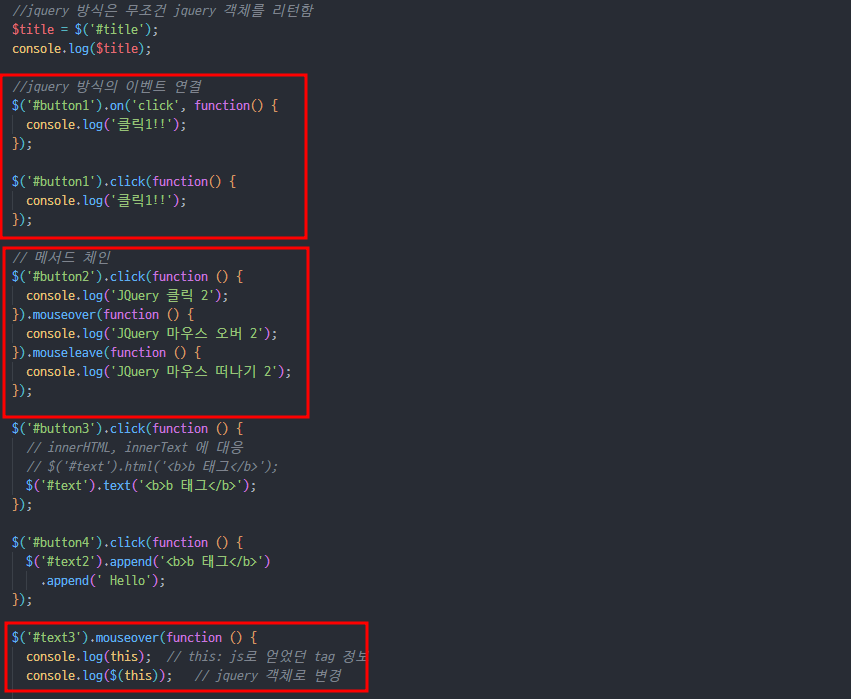 //jquery 방식은 무조건 jquery 객체를 리턴함
$title = $('#title');
console.log($title);
//jquery 방식의 이벤트 연결
$('#button1').on('click', function() {
console.log('클릭1!!');
});
$('#button1').click(function() {
console.log('클릭1!!');
});
// 메서드 체인
$('#button2').click(function () {
console.log('JQuery 클릭 2');
}).mouseover(function () {
console.log('JQuery 마우스 오버 2');
}).mouseleave(function () {
console.log('JQuery 마우스 떠나기 2');
});
$('#button3').click(function () {
// innerHTML, innerText 에 대응
// $('#text').html('<b>b 태그</b>');
$('#text').text('<b>b 태그</b>');
});
$('#button4').click(function () {
$('#text2').append('<b>b 태그</b>')
.append(' Hello');
});
$('#text3').mouseover(function () {
console.log(this); // this: js로 얻었던 tag 정보
console.log($(this)); // jquery 객체로 변경